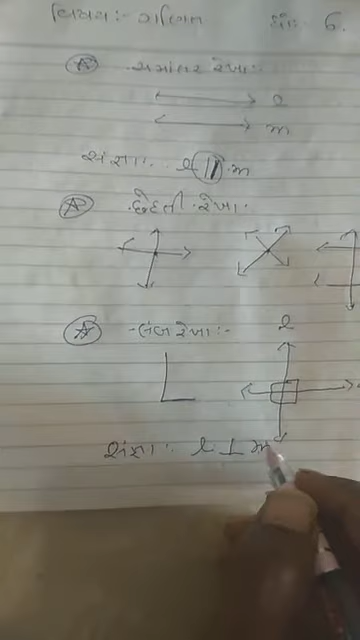 વિષય:- ગણિત ધો: 6.
(A) સમાંતર રેખા:-
l
m
સંજ્ઞા:- l || m
(A) છેદતી રેખા:-
(A) -લંબ રેખા:-
l
સંજ્ઞા:- l ⊥ m